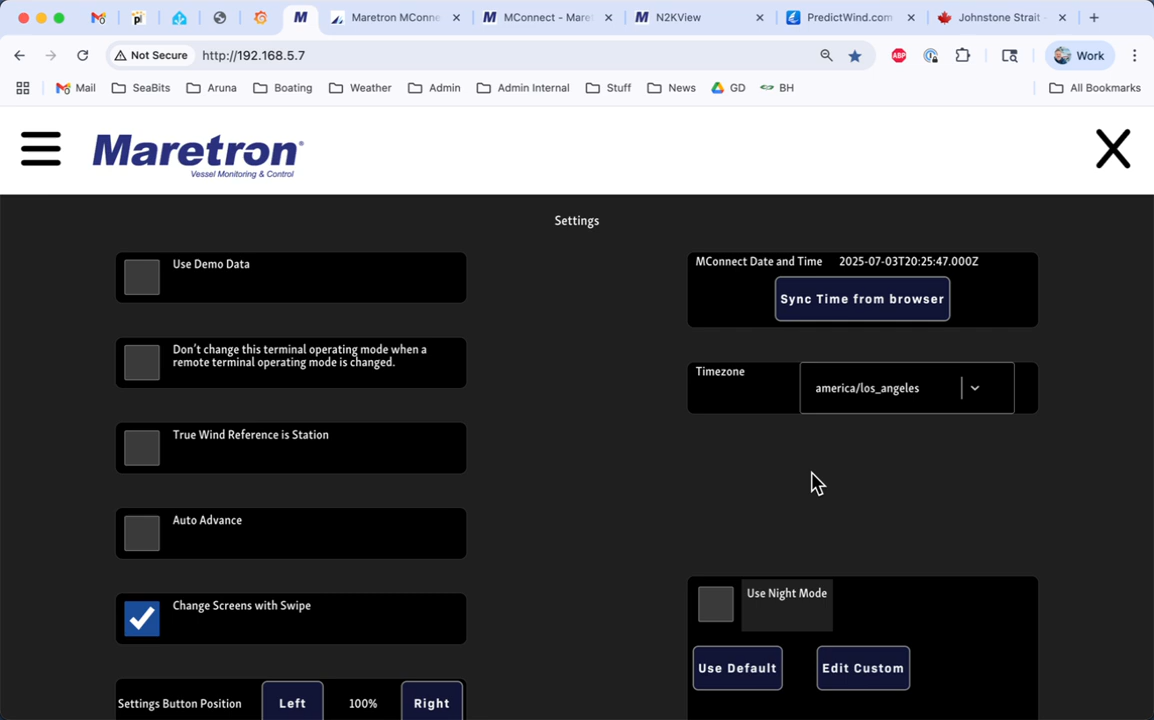 Maretron MConne
MConnect - Maret
N2KView
PredictWind.com
Johnstone Strait -
Not Secure
http://192.168.5.7
ABP
Work
Mail
SeaBits
Aruna
Boating
Weather
Admin
Admin Internal
Stuff
News
GD
BH
All Bookmarks
Maretron®
Vessel Monitoring & Control
Settings
Use Demo Data
Don't change this terminal operating mode when a
remote terminal operating mode is changed.
True Wind Reference is Station
Auto Advance
Change Screens with Swipe
Settings Button Position
Left
100%
Right
MConnect Date and Time 2025-07-03T20:25:47.000Z
Sync Time from browser
Timezone
america/los_angeles
Use Night Mode
Use Default
Edit Custom